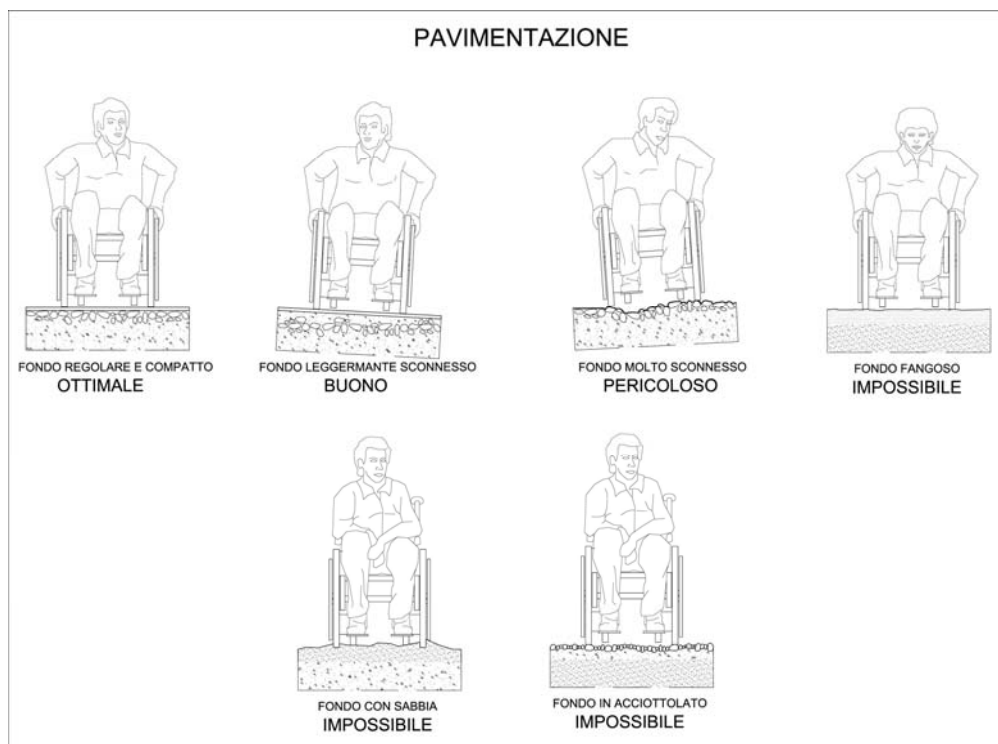 PAVIMENTAZIONE
FONDO REGOLARE E COMPATTO
OTTIMALE
FONDO LEGGERMANTE SCONNESSO
BUONO
FONDO MOLTO SCONNESSO
PERICOLOSO
FONDO FANGOSO
IMPOSSIBILE
FONDO CON SABBIA
IMPOSSIBILE
FONDO IN ACCIOTTOLATO
IMPOSSIBILE